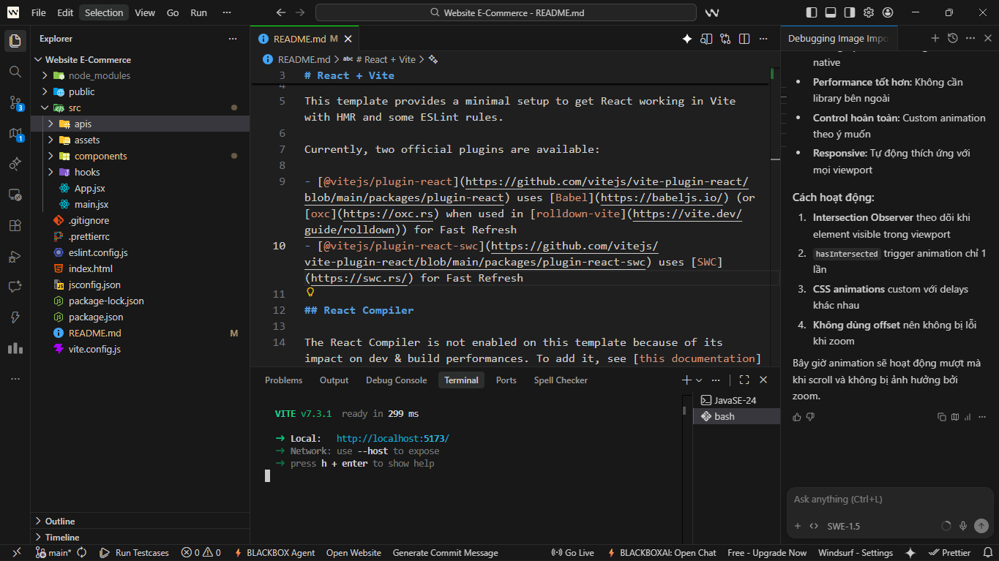 File Edit Selection View Go Run ···
Website E-Commerce - README.md
Explorer
Website E-Commerce
node_modules
public
src
apis
assets
components
hooks
App.jsx
main.jsx
.gitignore
.prettierrc
eslint.config.js
index.html
jsconfig.json
package-lock.json
package.json
README.md M
vite.config.js
Outline
Timeline
3
1
README.md M
README.md > # React + Vite >
3 # React + Vite
4
5 This template provides a minimal setup to get React working in Vite
with HMR and some ESLint rules.
6
7 Currently, two official plugins are available:
8
9 - [@vitejs/plugin-react](https://github.com/vitejs/vite-plugin-react/
blob/main/packages/plugin-react) uses [Babel](https://babeljs.io/) (or
[oxc](https://oxc.rs) when used in [rolldown-vite](https://vite.dev/
guide/rolldown)) for Fast Refresh
10 - [@vitejs/plugin-react-swc](https://github.com/vitejs/
vite-plugin-react/blob/main/packages/plugin-react-swc) uses [SWC]
(https://swc.rs/) for Fast Refresh
11
12 ## React Compiler
13
14 The React Compiler is not enabled on this template because of its
impact on dev & build performances. To add it, see [this documentation]
Problems Output Debug Console Terminal Ports Spell Checker
VITE v7.3.1 ready in 299 ms
➜ Local: http://localhost:5173/
➜ Network: use --host to expose
➜ press h + enter to show help
JavaSE-24
bash
Debugging Image Impo
native
• Performance tốt hơn: Không cần
library bên ngoài
• Control hoàn toàn: Custom animation
theo ý muốn
• Responsive: Tự động thích ứng với
mọi viewport
Cách hoạt động:
1. Intersection Observer theo dõi khi
element visible trong viewport
2. hasIntersected trigger animation chỉ 1
lần
3. CSS animations custom với delays
khác nhau
4. Không dùng offset nên không bị lỗi
khi zoom
Bây giờ animation sẽ hoạt động mượt mà
khi scroll và không bị ảnh hưởng bởi
zoom.
Ask anything (Ctrl+L)
+ <> SWE-1.5
main* Run Testcases 0 0 BLACKBOX Agent Open Website Generate Commit Message Go Live BLACKBOXAI: Open Chat Free - Upgrade Now Windsurf - Settings Prettier